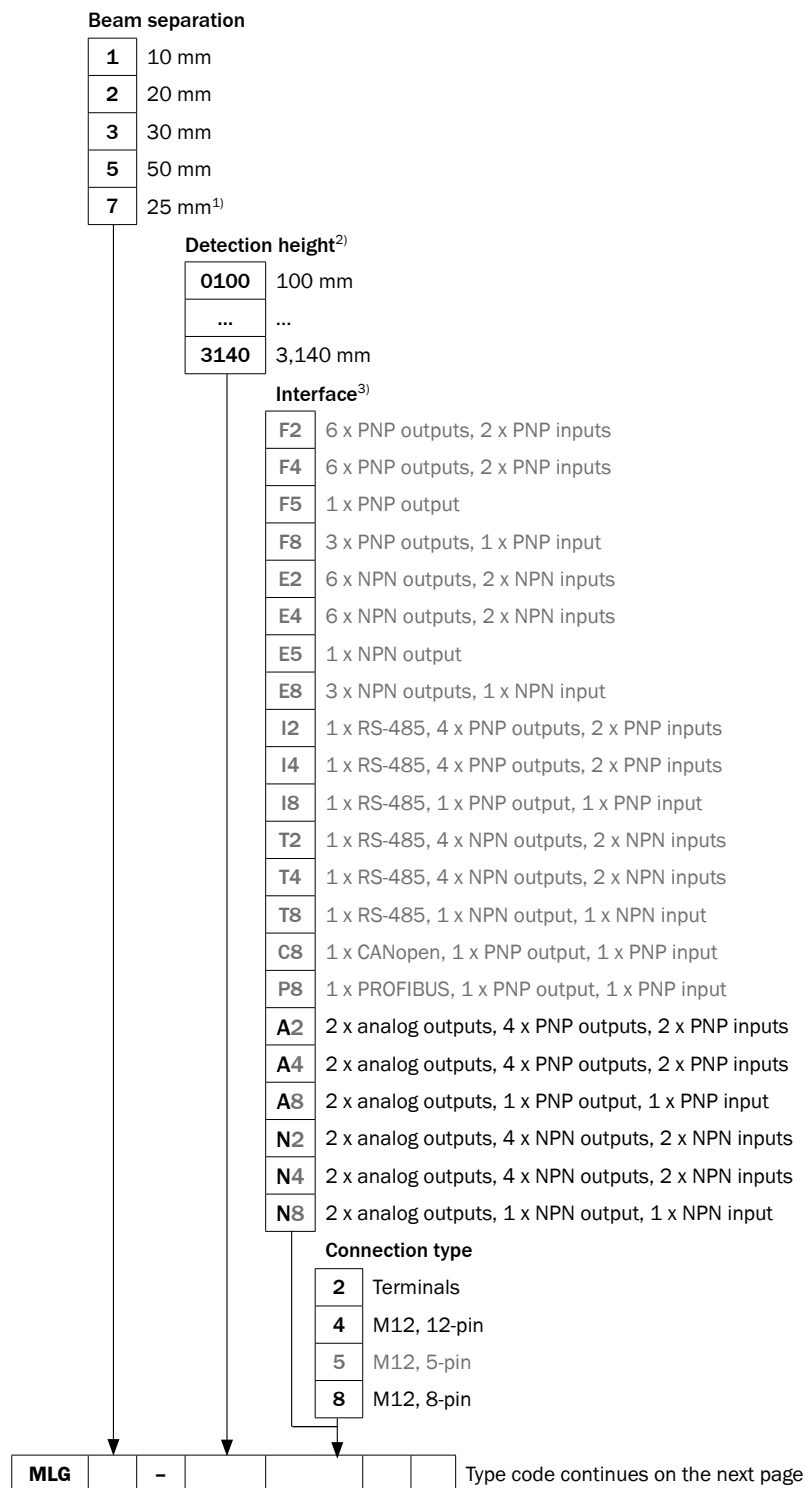 Beam separation
1 10 mm
2 20 mm
3 30 mm
5 50 mm
7 25 mm1)
Detection height2)
0100 100 mm
... ...
3140 3,140 mm
Interface3)
F2 6 x PNP outputs, 2 x PNP inputs
F4 6 x PNP outputs, 2 x PNP inputs
F5 1 x PNP output
F8 3 x PNP outputs, 1 x PNP input
E2 6 x NPN outputs, 2 x NPN inputs
E4 6 x NPN outputs, 2 x NPN inputs
E5 1 x NPN output
E8 3 x NPN outputs, 1 x NPN input
I2 1 x RS-485, 4 x PNP outputs, 2 x PNP inputs
I4 1 x RS-485, 4 x PNP outputs, 2 x PNP inputs
I8 1 x RS-485, 1 x PNP output, 1 x PNP input
T2 1 x RS-485, 4 x NPN outputs, 2 x NPN inputs
T4 1 x RS-485, 4 x NPN outputs, 2 x NPN inputs
T8 1 x RS-485, 1 x NPN output, 1 x NPN input
C8 1 x CANopen, 1 x PNP output, 1 x PNP input
P8 1 x PROFIBUS, 1 x PNP output, 1 x PNP input
A2 2 x analog outputs, 4 x PNP outputs, 2 x PNP inputs
A4 2 x analog outputs, 4 x PNP outputs, 2 x PNP inputs
A8 2 x analog outputs, 1 x PNP output, 1 x PNP input
N2 2 x analog outputs, 4 x NPN outputs, 2 x NPN inputs
N4 2 x analog outputs, 4 x NPN outputs, 2 x NPN inputs
N8 2 x analog outputs, 1 x NPN output, 1 x NPN input
Connection type
2 Terminals
4 M12, 12-pin
5 M12, 5-pin
8 M12, 8-pin
MLG – Type code continues on the next page